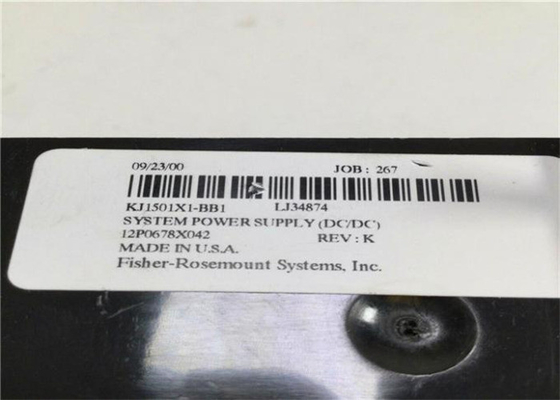 09/23/00 JOB: 267
KJ1501X1-BB1 LJ34874
SYSTEM POWER SUPPLY (DC/DC)
12P0678X042 REV: K
MADE IN U.S.A.
Fisher-Rosemount Systems, Inc.